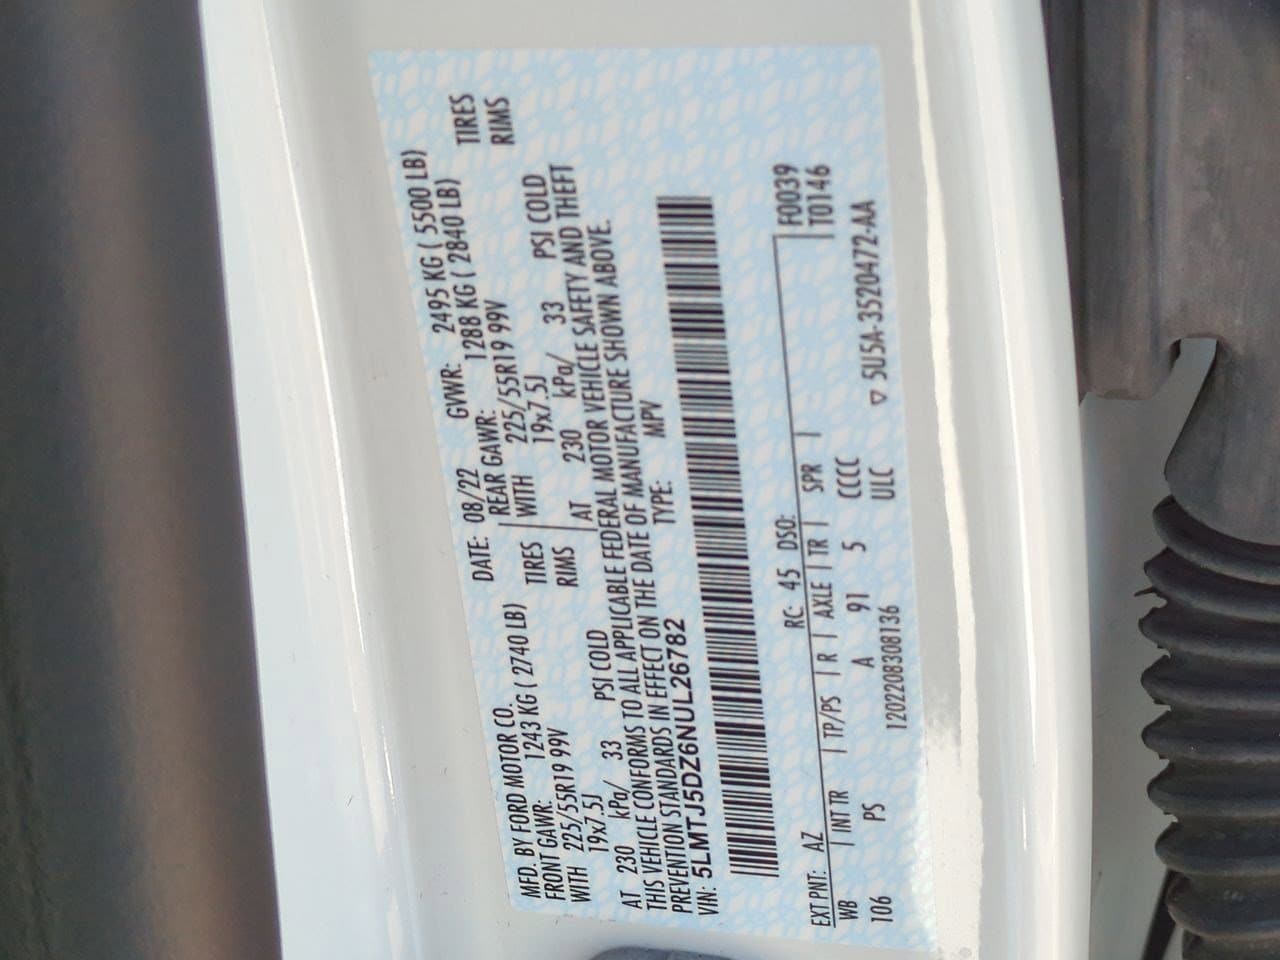 MFD. BY FORD MOTOR CO. DATE: 08/22 GVWR: 2495 KG ( 5500 LB)
FRONT GAWR: 1243 KG ( 2740 LB) REAR GAWR: 1288 KG ( 2840 LB)
WITH 225/55R19 99V TIRES WITH 225/55R19 99V TIRES
19x7.5J RIMS 19x7.5J RIMS
AT 230 kPa/ 33 PSI COLD AT 230 kPa/ 33 PSI COLD
THIS VEHICLE CONFORMS TO ALL APPLICABLE FEDERAL MOTOR VEHICLE SAFETY AND THEFT
PREVENTION STANDARDS IN EFFECT ON THE DATE OF MANUFACTURE SHOWN ABOVE.
VIN: 5LMTJ5DZ6NUL26782 TYPE: MPV
EXT PNT: AZ RC: 45 DSO: F0039
WB | INT TR | TP/PS | R | AXLE | TR | SPR | T0146
106 PS A 91 5 CCCC
1202208308136 ULC ▽ 5U5A-3520472-AA